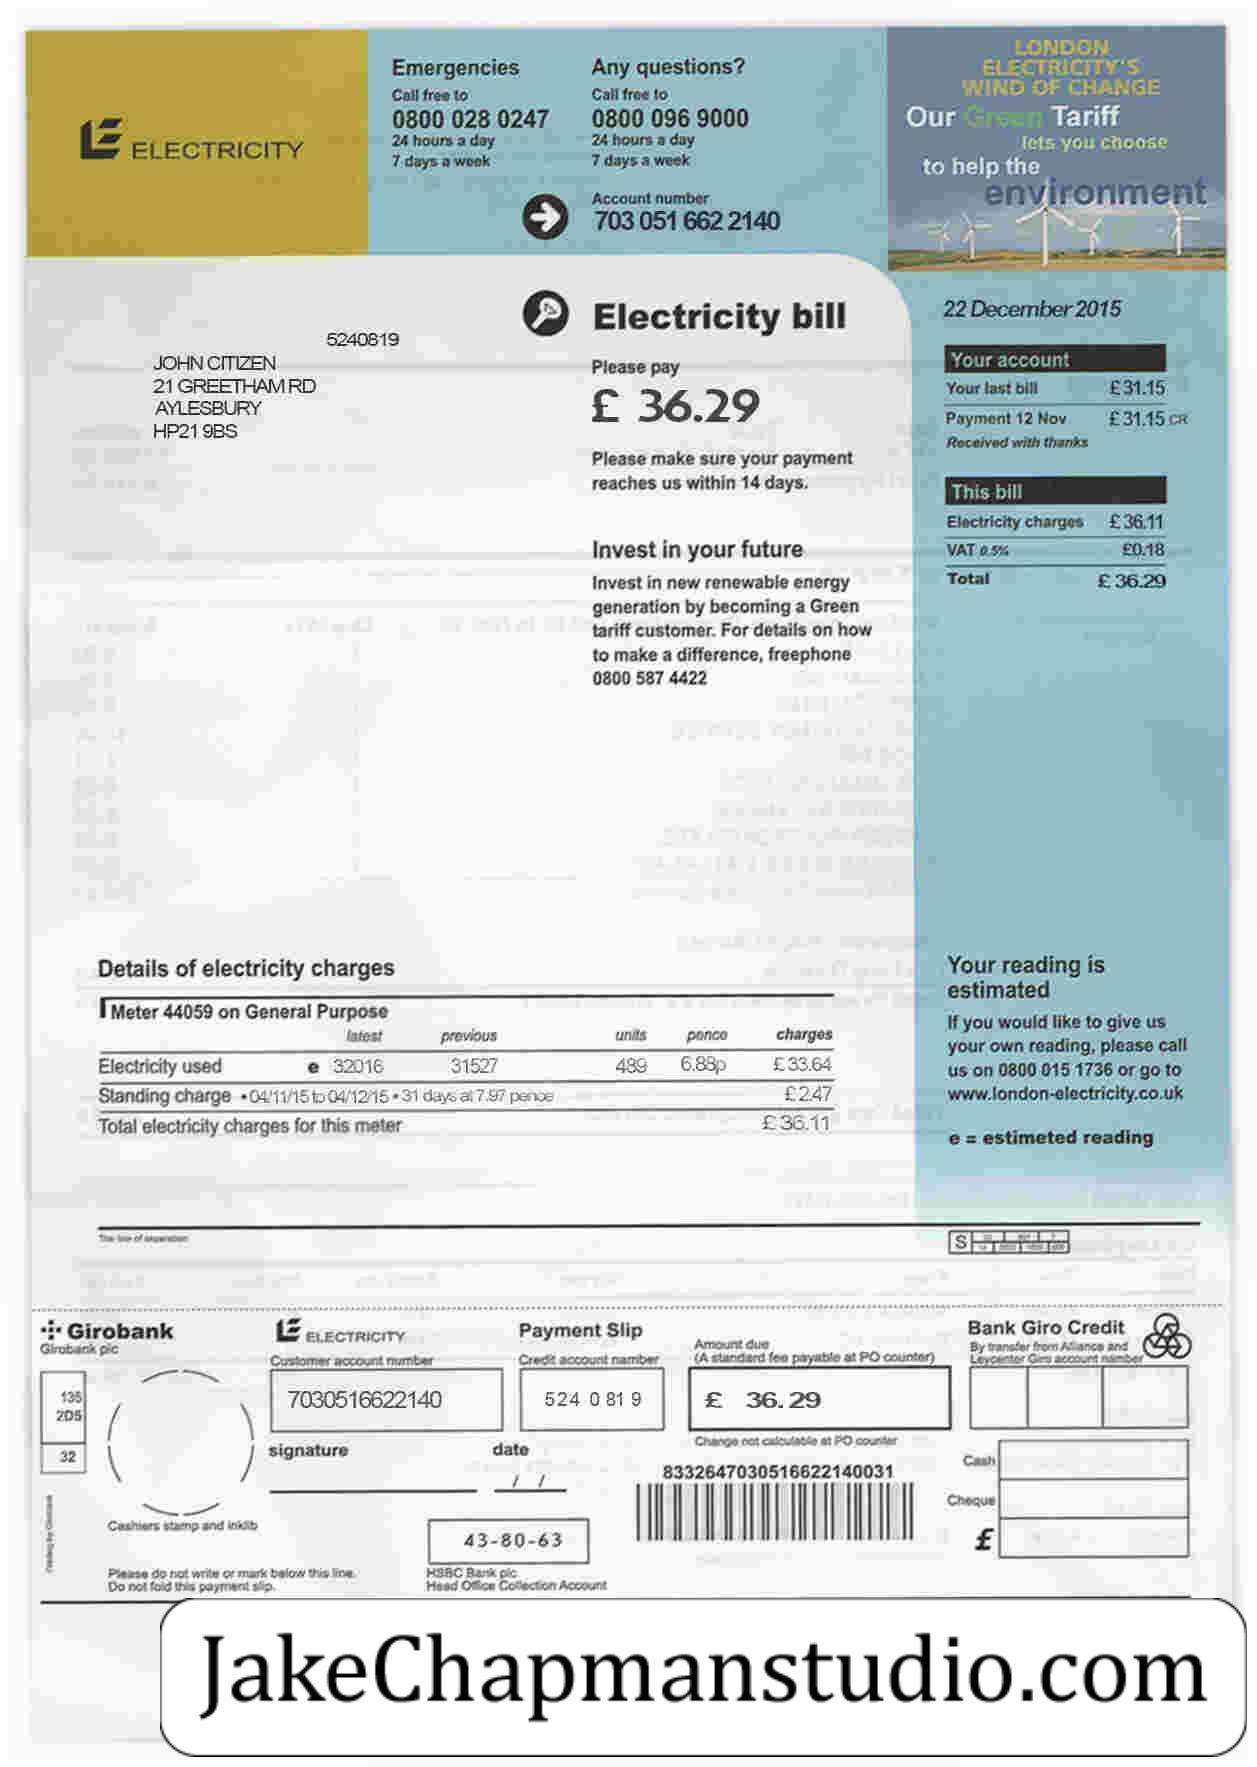 LE ELECTRICITY
Emergencies
Call free to
0800 028 0247
24 hours a day
7 days a week
Any questions?
Call free to
0800 096 9000
24 hours a day
7 days a week
Account number
703 051 662 2140
LONDON
ELECTRICITY'S
WIND OF CHANGE
Our Green Tariff
lets you choose
to help the
environment
5240819
JOHN CITIZEN
21 GREETHAM RD
AYLESBURY
HP21 9BS
Electricity bill
Please pay
£ 36.29
Please make sure your payment
reaches us within 14 days.
Invest in your future
Invest in new renewable energy
generation by becoming a Green
tariff customer. For details on how
to make a difference, freephone
0800 587 4422
22 December 2015
Your account
Your last bill £ 31.15
Payment 12 Nov £ 31.15 CR
Received with thanks
This bill
Electricity charges £ 36.11
VAT 0.5% £0.18
Total £ 36.29
Details of electricity charges
Meter 44059 on General Purpose
latest previous units pence charges
Electricity used e 32016 31527 489 6.88p £ 33.64
Standing charge • 04/11/15 to 04/12/15 • 31 days at 7.97 pence £ 2.47
Total electricity charges for this meter £ 36.11
Your reading is
estimated
If you would like to give us
your own reading, please call
us on 0800 015 1736 or go to
www.london-electricity.co.uk
e = estimeted reading
The line of separation
S
Girobank
Girobank plc
135
2D5
32
Cashiers stamp and inklib
Please do not write or mark below this line.
Do not fold this payment slip.
LE ELECTRICITY
Customer account number
7030516622140
signature
Payment Slip
Credit account namber
524 0 81 9
date
/ /
43-80-63
HSBC Bank plc
Head Office Collection Account
Amount due
(A standard fee payable at PO counter)
£ 36.29
Change not calculable at PO counter
8332647030516622140031
Bank Giro Credit
By transfer from Alliance and
Leycenter Giro account namber
Cash
Cheque
£
JakeChapmanstudio.com